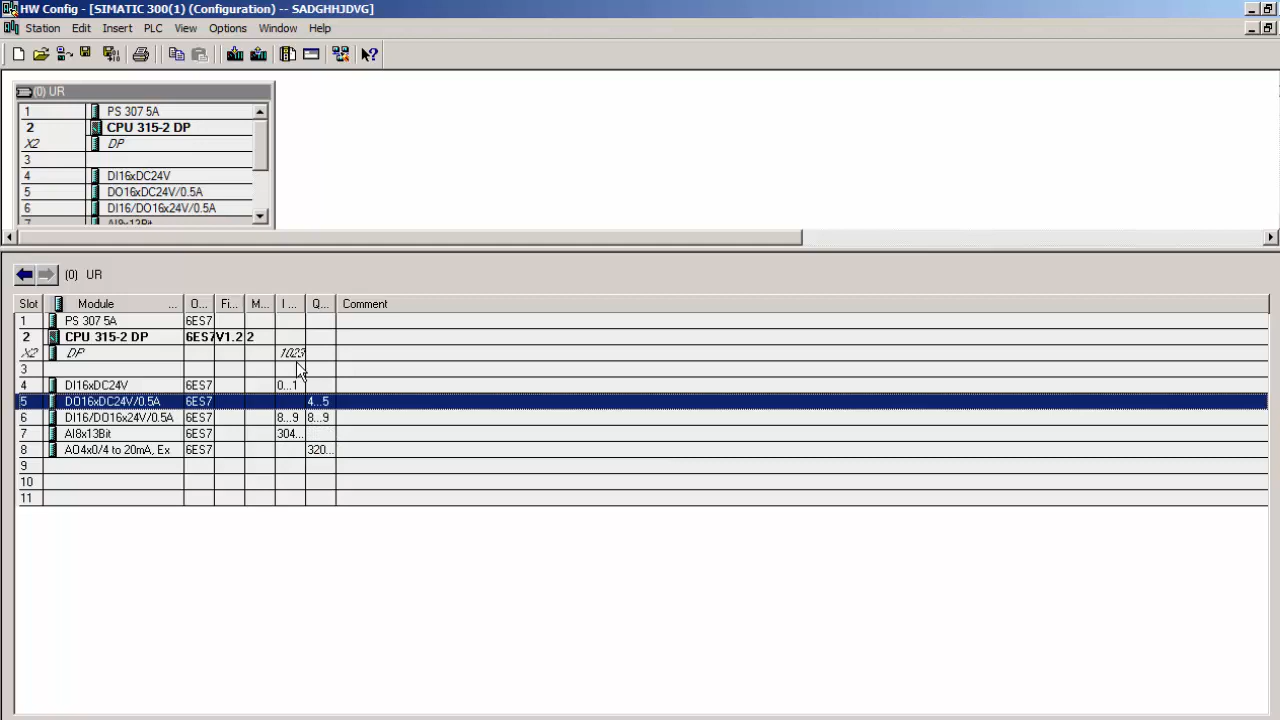 HW Config - [SIMATIC 300(1) (Configuration) -- SADGHHJDVG]
Station Edit Insert PLC View Options Window Help
(0) UR
1 PS 307 5A
2 CPU 315-2 DP
X2 DP
3
4 DI16xDC24V
5 DO16xDC24V/0.5A
6 DI16/DO16x24V/0.5A
7 AI8x13Bit
(0) UR
Slot Module ... O... Fi... M... I ... Q... Comment
1 PS 307 5A 6ES7
2 CPU 315-2 DP 6ES7 V1.2 2
X2 DP 1023
3
4 DI16xDC24V 6ES7 0...1
5 DO16xDC24V/0.5A 6ES7 4...5
6 DI16/DO16x24V/0.5A 6ES7 8...9 8...9
7 AI8x13Bit 6ES7 304...
8 AO4x0/4 to 20mA, Ex 6ES7 320...
9
10
11